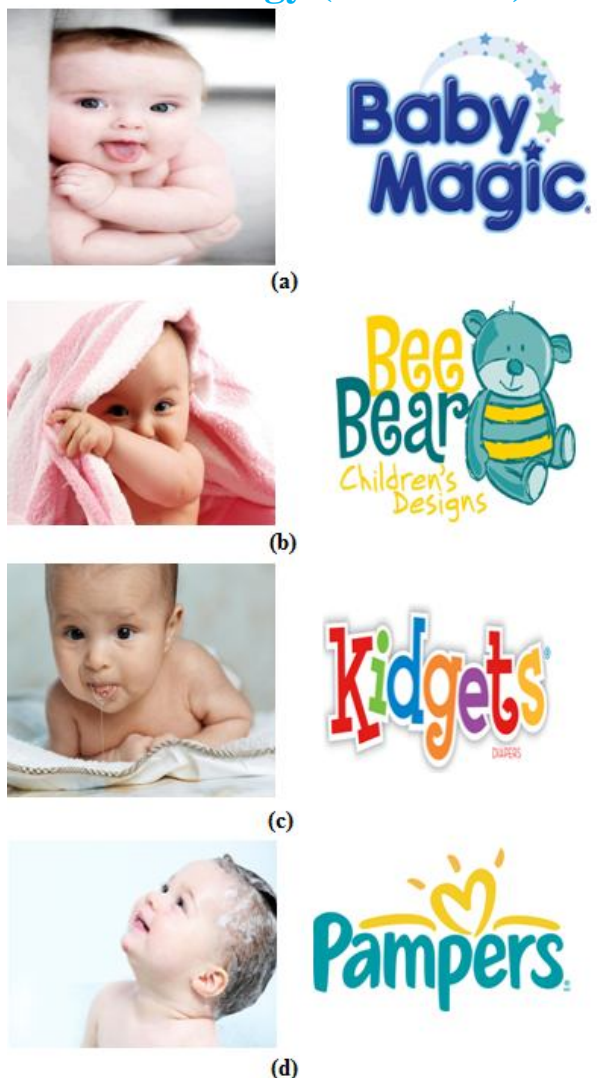 Baby
Magic
(a)
Bee
Bear
Children's
Designs
(b)
Kidgets
DIAPERS
(c)
Pampers
(d)